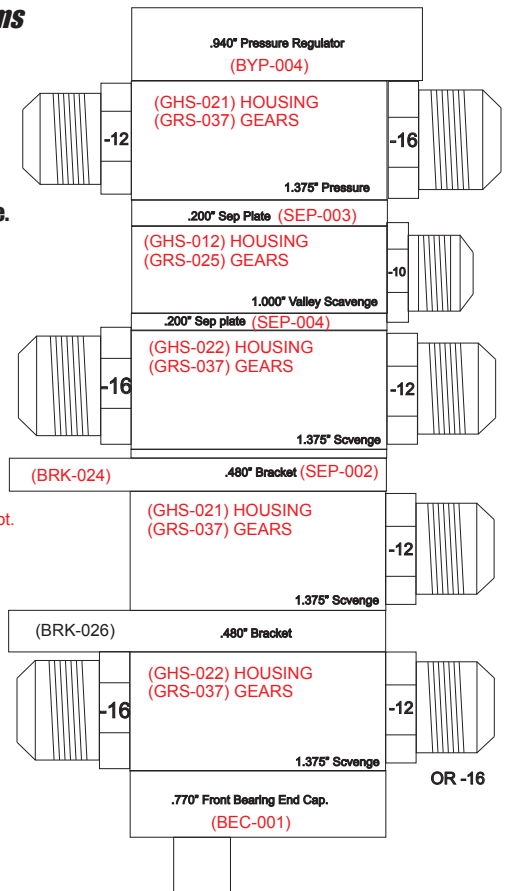 ms
.940" Pressure Regulator
(BYP-004)
(GHS-021) HOUSING
(GRS-037) GEARS
-12
-16
1.375" Pressure
e.
.200" Sep Plate (SEP-003)
(GHS-012) HOUSING
(GRS-025) GEARS
-10
1.000" Valley Scavenge
.200" Sep plate (SEP-004)
(GHS-022) HOUSING
(GRS-037) GEARS
-16
-12
1.375" Scvenge
(BRK-024) .480" Bracket (SEP-002)
(GHS-021) HOUSING
(GRS-037) GEARS
ot.
-12
1.375" Scvenge
(BRK-026) .480" Bracket
(GHS-022) HOUSING
(GRS-037) GEARS
-16
-12
1.375" Scvenge
OR -16
.770" Front Bearing End Cap.
(BEC-001)